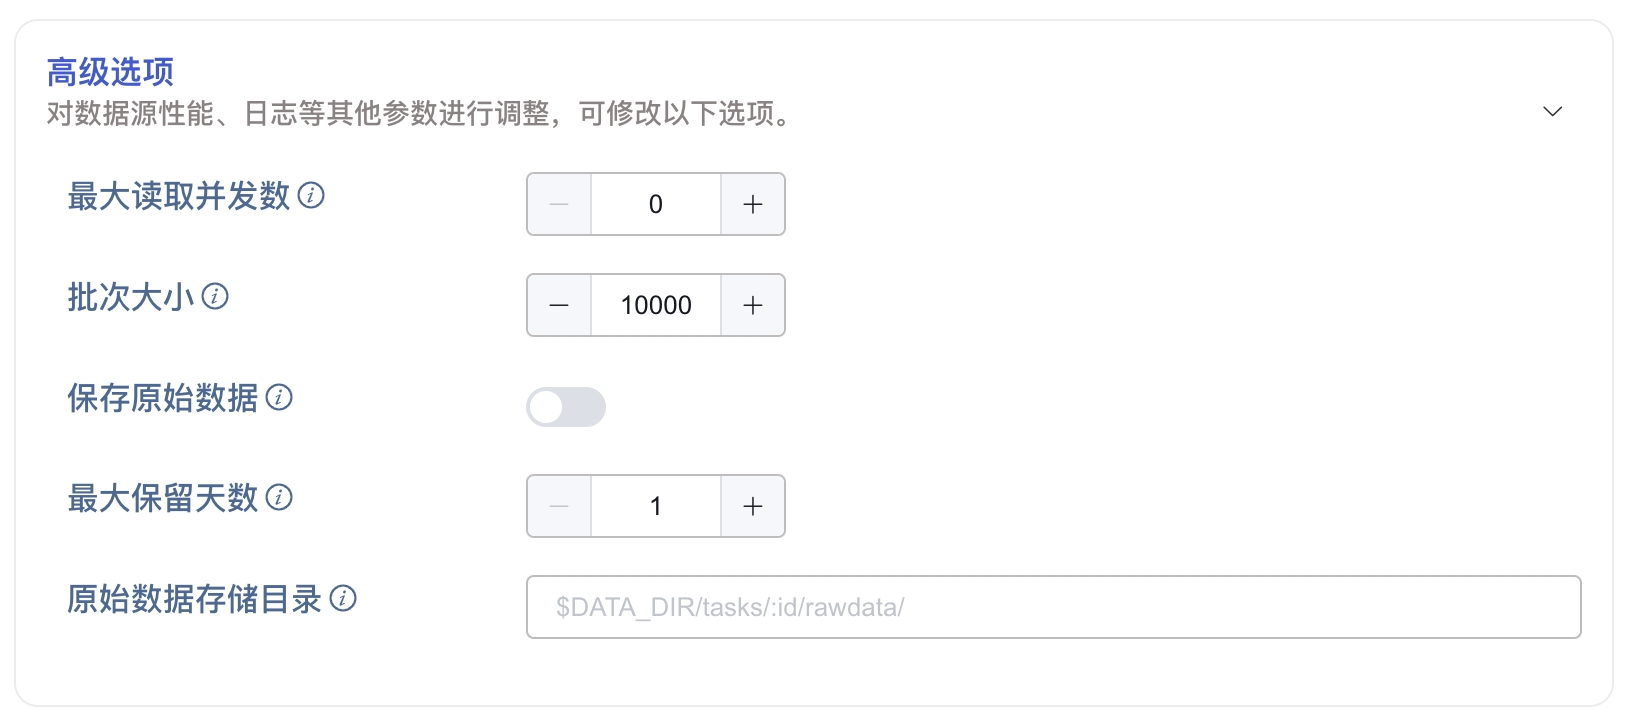 高级选项
对数据源性能、日志等其他参数进行调整，可修改以下选项。
最大读取并发数
0
批次大小
10000
保存原始数据
最大保留天数
1
原始数据存储目录
$DATA_DIR/tasks/:id/rawdata/